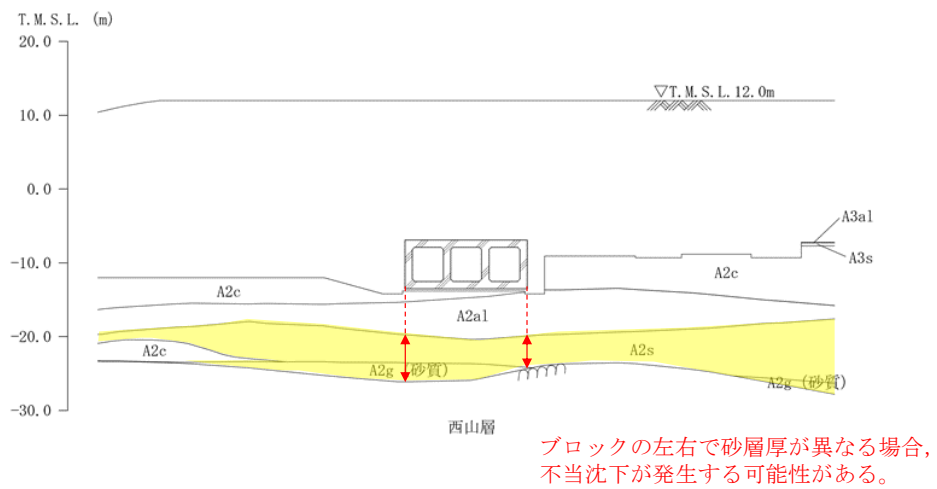 T.M.S.L. (m)
20.0
▽T.M.S.L.12.0m
10.0
0.0
A3al
A3s
-10.0
A2c
A2c
A2al
-20.0
A2c
A2s
A2g (砂質)
A2g (砂質)
-30.0
西山層
ブロックの左右で砂層厚が異なる場合,
不当沈下が発生する可能性がある。